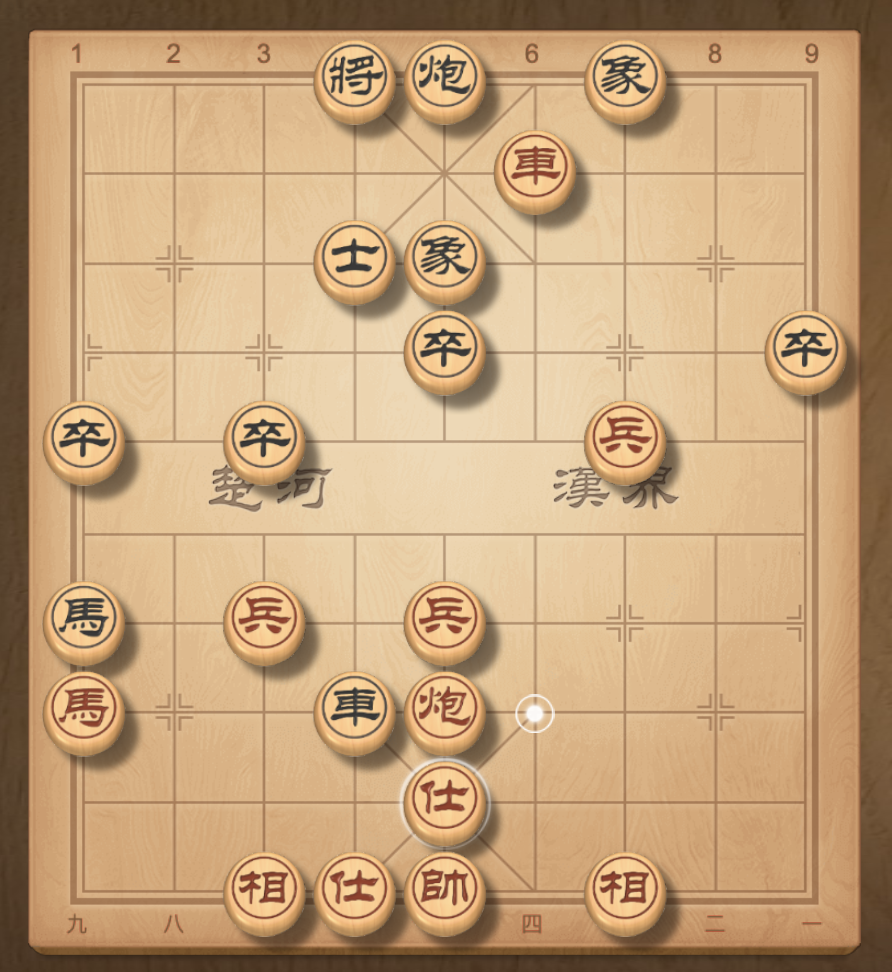 1 2 3 6 8 9
將 炮 象
車
士 象
卒 卒
卒 卒 兵
楚河 漢界
馬 兵 兵
馬 車 炮
仕
相 仕 帥 相
九 八 四 二 一